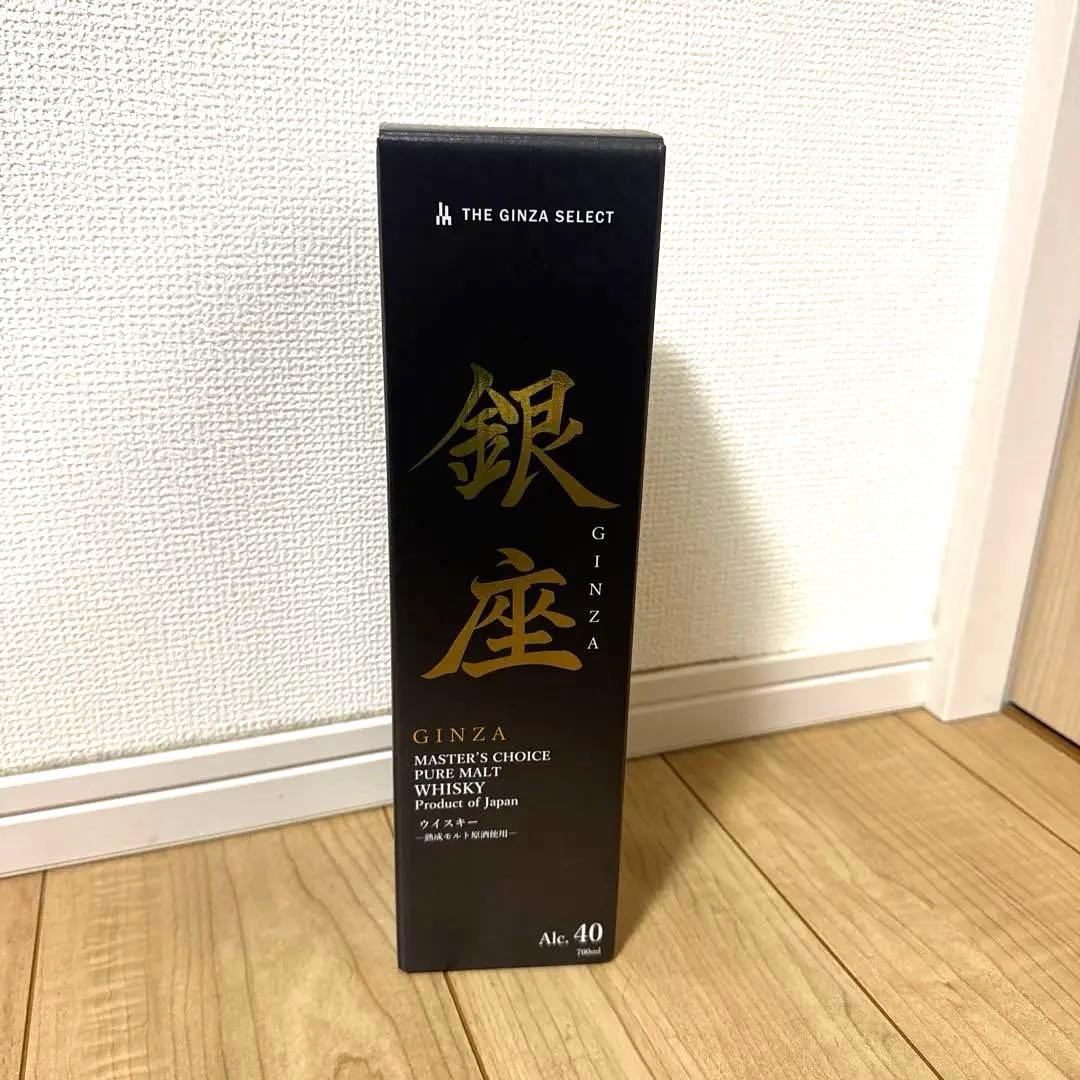 THE GINZA SELECT
銀座
GINZA
GINZA
MASTER'S CHOICE
PURE MALT
WHISKY
Product of Japan
ウイスキー
—熟成モルト原酒使用—
Alc. 40
700ml